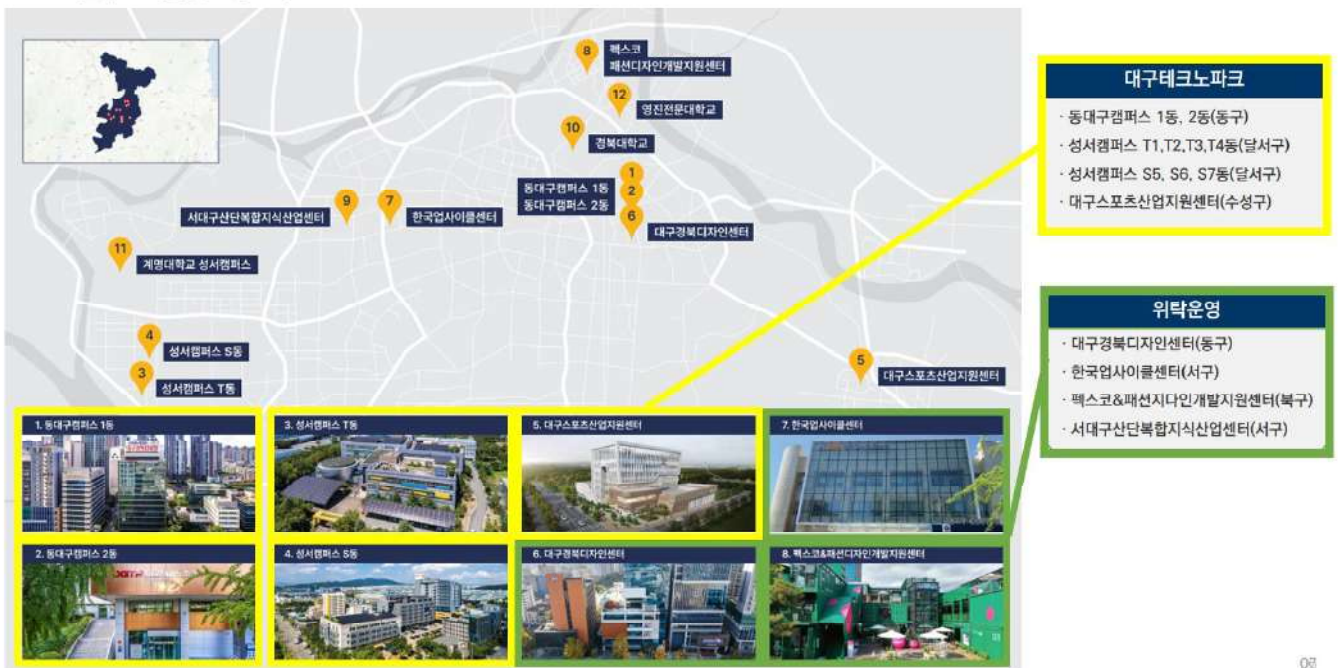 8
펙스코
패션디자인개발지원센터
12
영진전문대학교
10
경북대학교
1
2
동대구캠퍼스 1동
동대구캠퍼스 2동
6
대구경북디자인센터
9
서대구산단복합지식산업센터
7
한국업사이클센터
11
계명대학교 성서캠퍼스
4
성서캠퍼스 S동
3
성서캠퍼스 T동
5
대구스포츠산업지원센터
대구테크노파크
· 동대구캠퍼스 1동, 2동(동구)
· 성서캠퍼스 T1,T2,T3,T4동(달서구)
· 성서캠퍼스 S5, S6, S7동(달서구)
· 대구스포츠산업지원센터(수성구)
위탁운영
· 대구경북디자인센터(동구)
· 한국업사이클센터(서구)
· 펙스코&패션지다인개발지원센터(북구)
· 서대구산단복합지식산업센터(서구)
1. 동대구캠퍼스 1동
3. 성서캠퍼스 T동
5. 대구스포츠산업지원센터
7. 한국업사이클센터
2. 동대구캠퍼스 2동
4. 성서캠퍼스 S동
6. 대구경북디자인센터
8. 펙스코&패션디자인개발지원센터